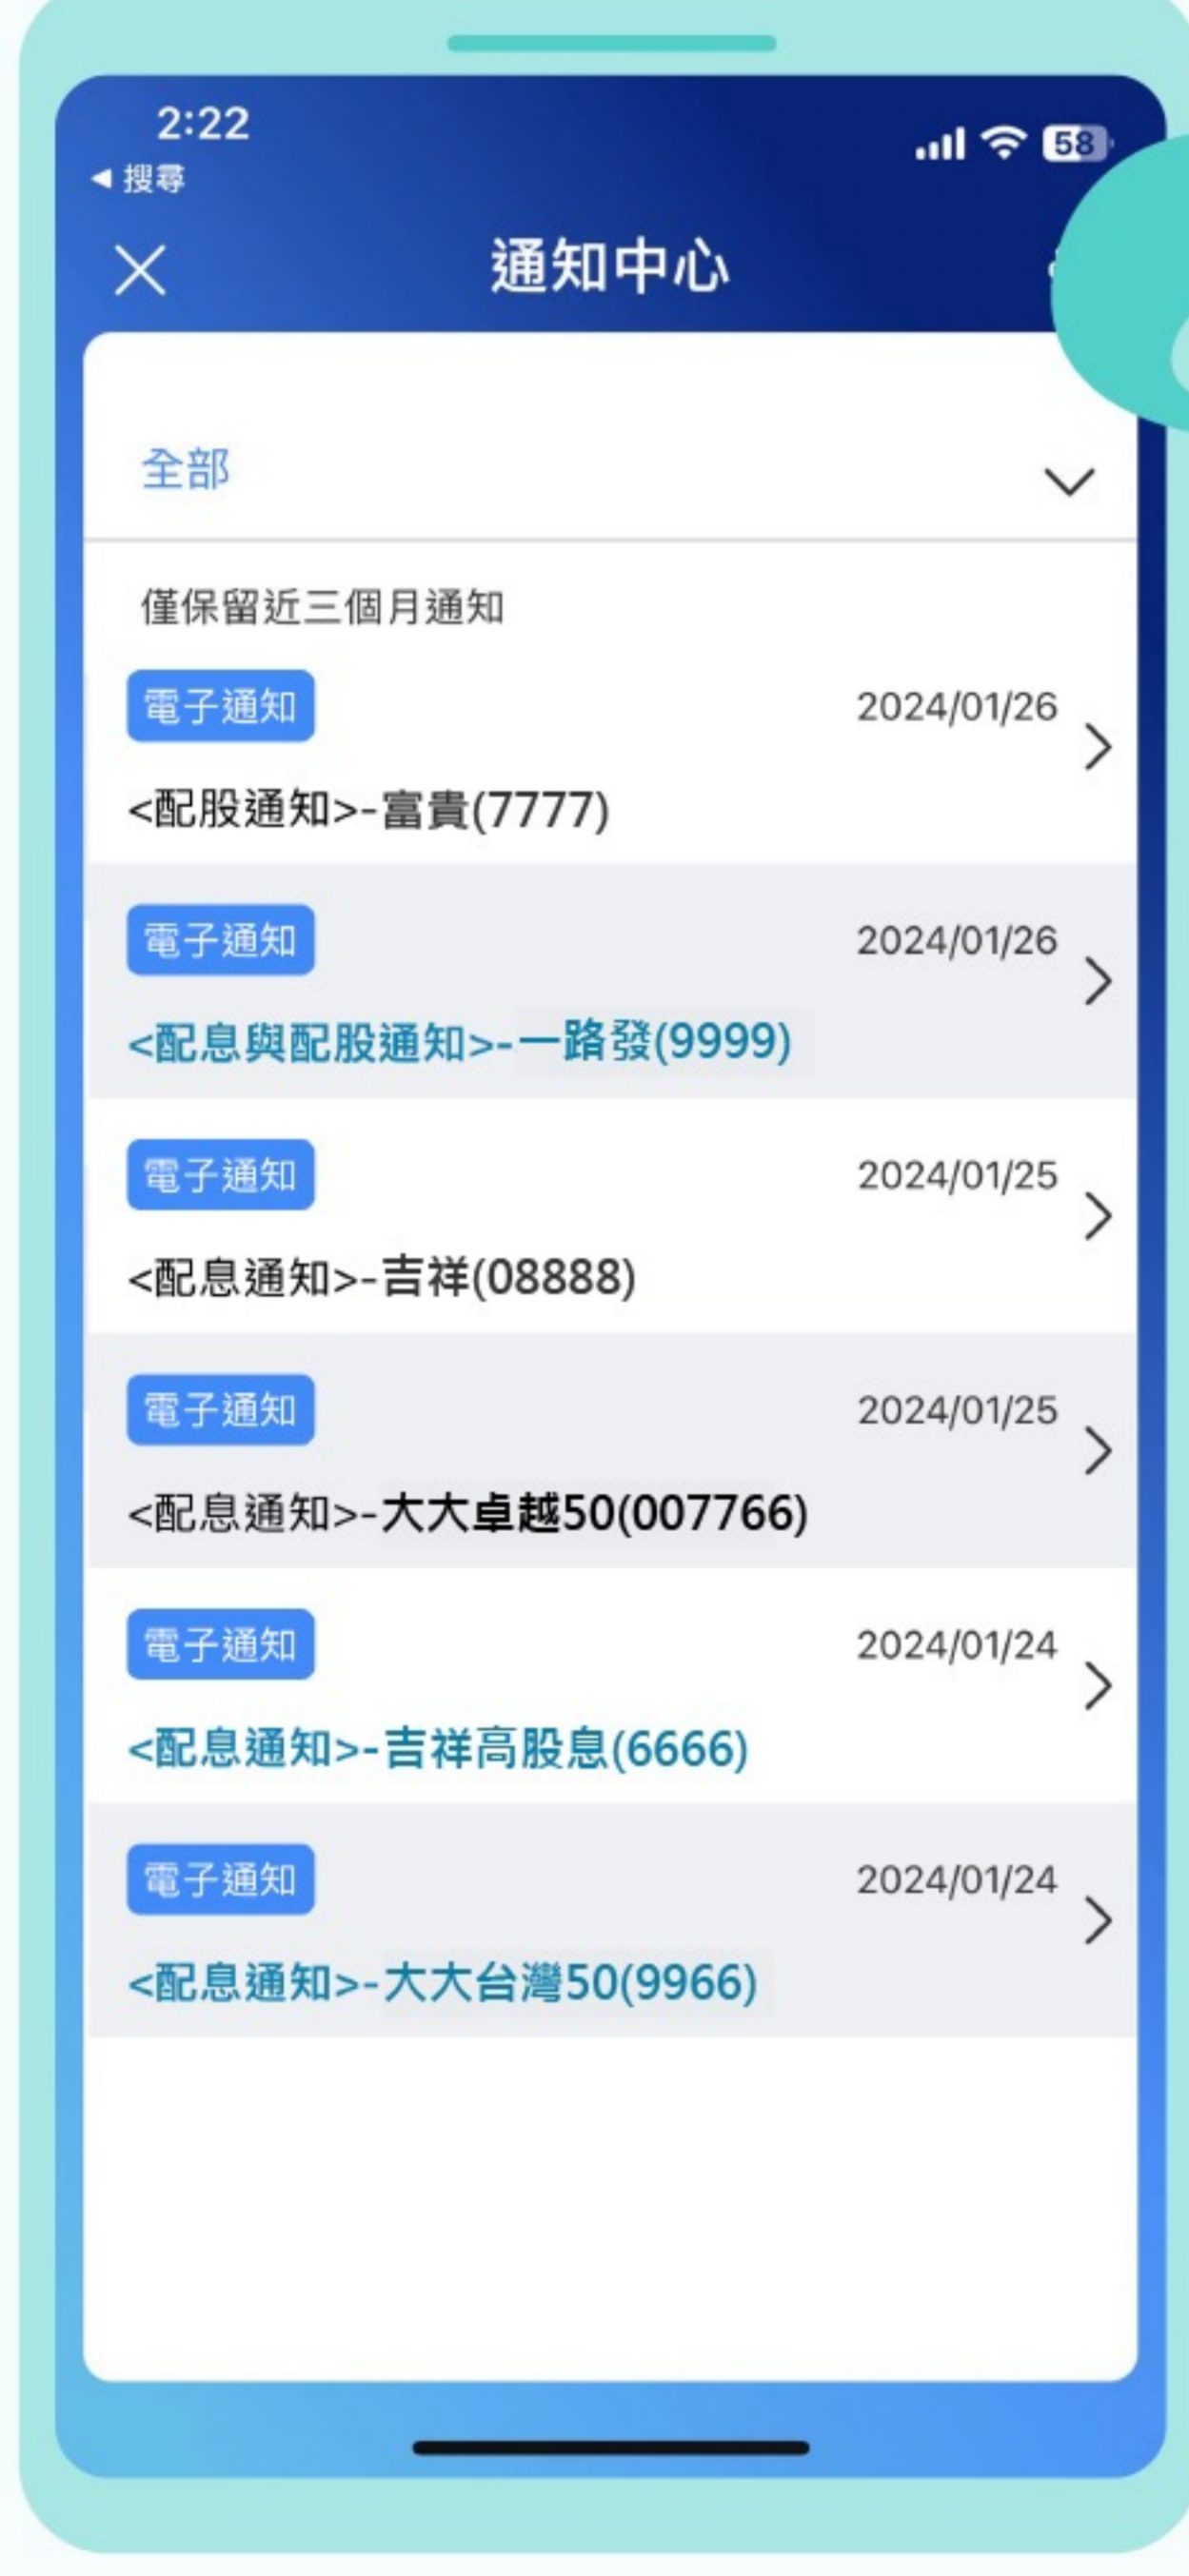 2:22
58
◀ 搜尋
通知中心
全部
僅保留近三個月通知
電子通知
2024/01/26
<配股通知>-富貴(7777)
電子通知
2024/01/26
<配息與配股通知>-一路發(9999)
電子通知
2024/01/25
<配息通知>-吉祥(08888)
電子通知
2024/01/25
<配息通知>-大大卓越50(007766)
電子通知
2024/01/24
<配息通知>-吉祥高股息(6666)
電子通知
2024/01/24
<配息通知>-大大台灣50(9966)